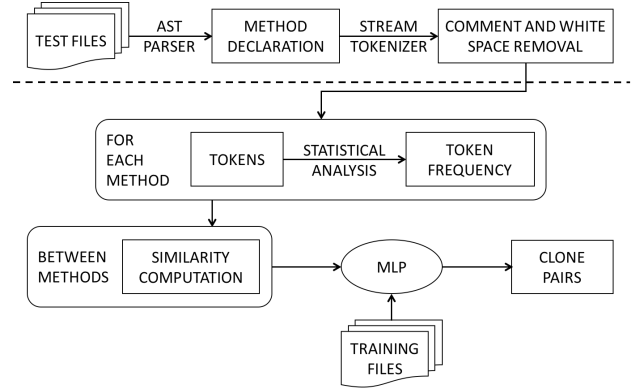 TEST FILES
AST
PARSER
METHOD
DECLARATION
STREAM
TOKENIZER
COMMENT AND WHITE
SPACE REMOVAL
FOR
EACH
METHOD
TOKENS
STATISTICAL
ANALYSIS
TOKEN
FREQUENCY
BETWEEN
METHODS
SIMILARITY
COMPUTATION
MLP
CLONE
PAIRS
TRAINING
FILES